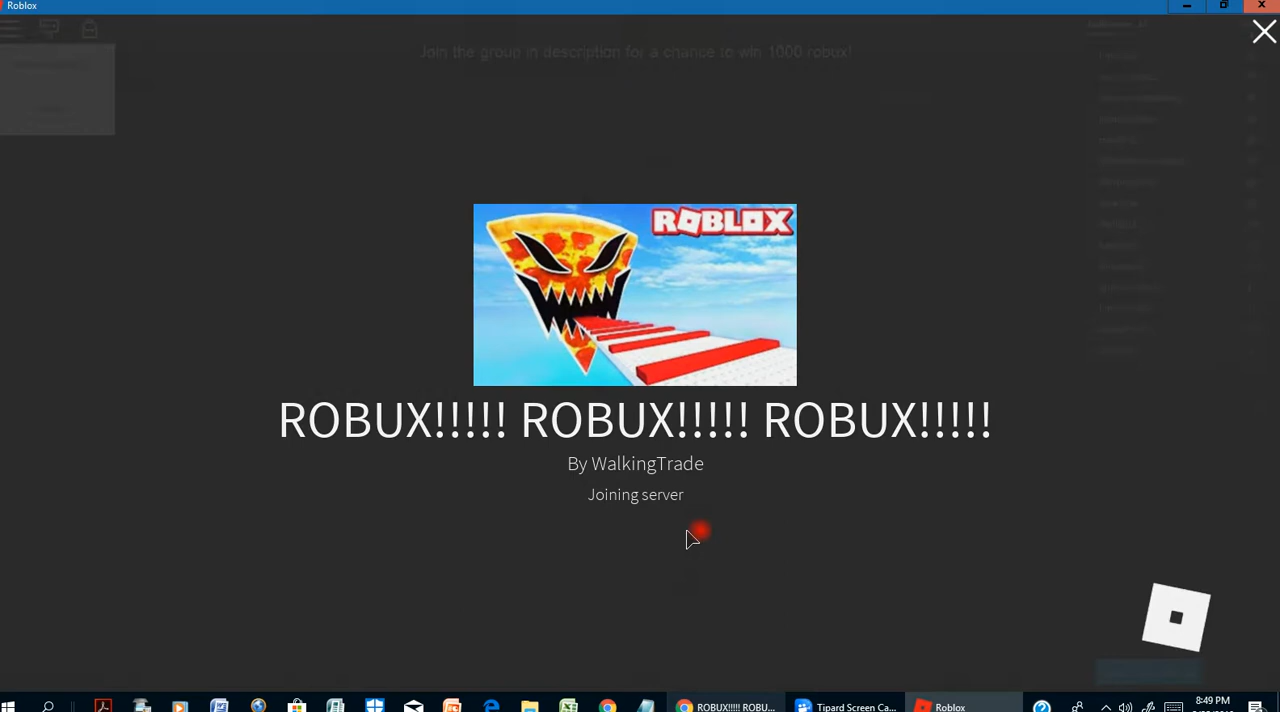 Roblox
Join the group in description for a chance to win 1000 robux!
ROBLOX
ROBUX!!!!! ROBUX!!!!! ROBUX!!!!!
By WalkingTrade
Joining server
ROBUX!!!!! ROBU...
Tipard Screen Ca...
Roblox
8:49 PM